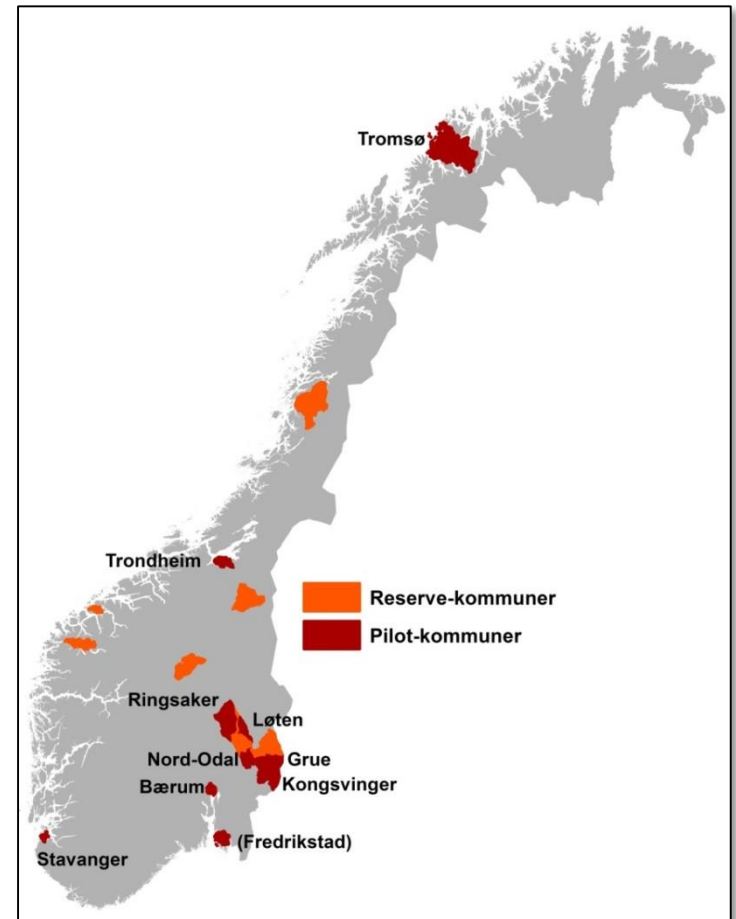 Tromsø
Trondheim
Reserve-kommuner
Pilot-kommuner
Ringsaker
Løten
Nord-Odal
Grue
Bærum
Kongsvinger
(Fredrikstad)
Stavanger